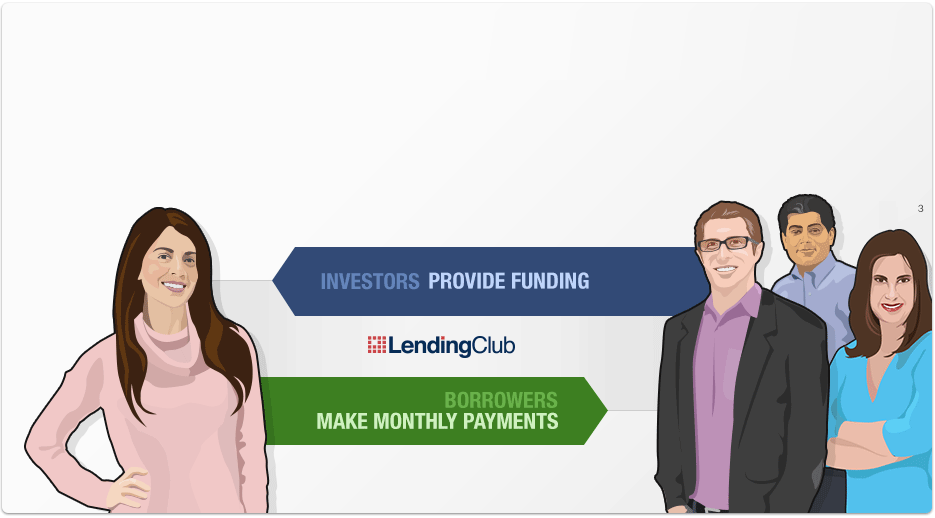 3
INVESTORS PROVIDE FUNDING
LendingClub
BORROWERS
MAKE MONTHLY PAYMENTS